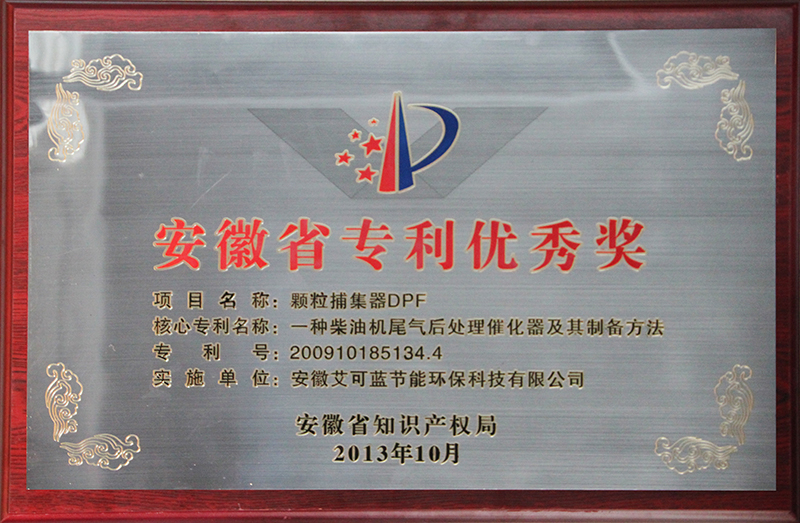 安徽省专利优秀奖
项目名称：颗粒捕集器DPF
核心专利名称：一种柴油机尾气后处理催化器及其制备方法
专利号：200910185134.4
实施单位：安徽艾可蓝节能环保科技有限公司
安徽省知识产权局
2013年10月